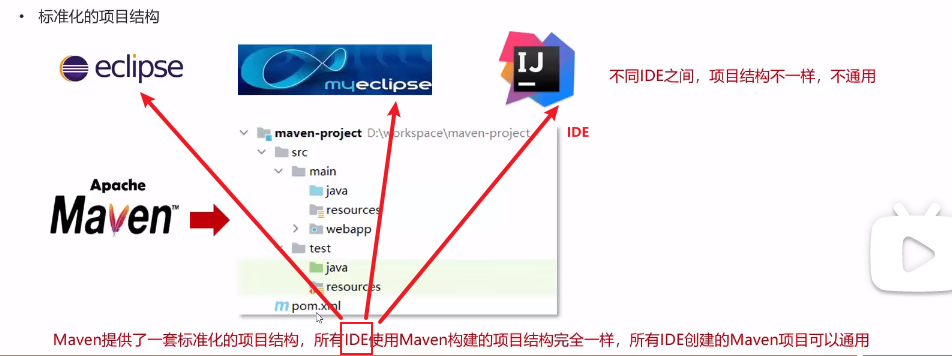 • 标准化的项目结构
eclipse
myeclipse
IJ
不同IDE之间，项目结构不一样，不通用
maven-project D:\workspace\maven-project
IDE
src
main
java
resources
webapp
test
java
resources
pom.xml
Apache
Maven™
Maven提供了一套标准化的项目结构，所有IDE使用Maven构建的项目结构完全一样，所有IDE创建的Maven项目可以通用